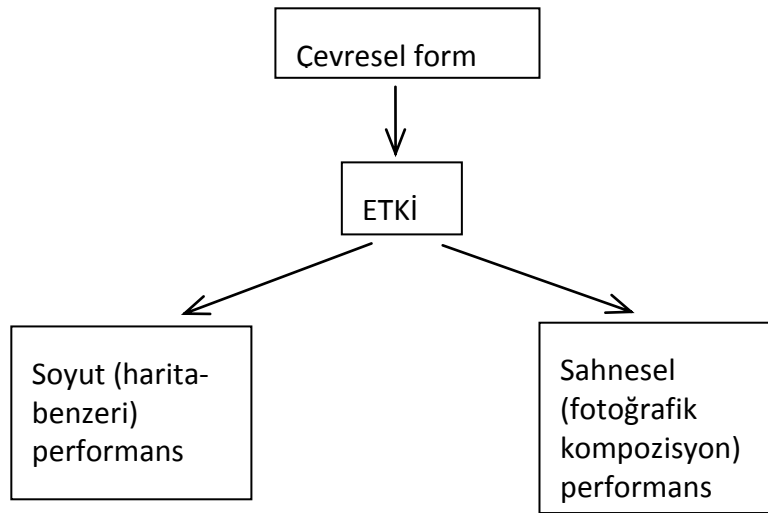 Çevresel form
ETKİ
Soyut (harita-
benzeri)
performans
Sahnesel
(fotoğrafik
kompozisyon)
performans